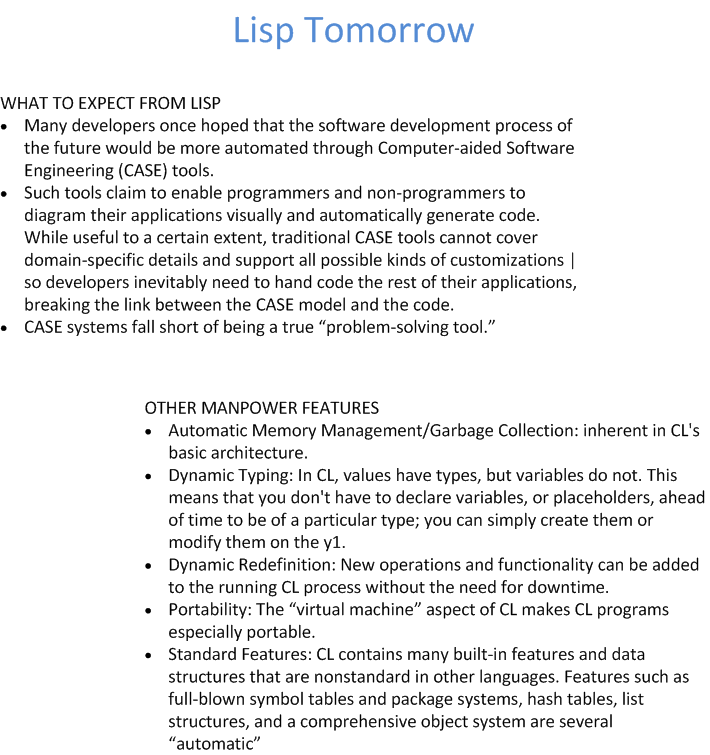 Lisp Tomorrow
WHAT TO EXPECT FROM LISP
• Many developers once hoped that the software development process of
the future would be more automated through Computer-aided Software
Engineering (CASE) tools.
• Such tools claim to enable programmers and non-programmers to
diagram their applications visually and automatically generate code.
While useful to a certain extent, traditional CASE tools cannot cover
domain-specific details and support all possible kinds of customizations |
so developers inevitably need to hand code the rest of their applications,
breaking the link between the CASE model and the code.
• CASE systems fall short of being a true “problem-solving tool.”
OTHER MANPOWER FEATURES
• Automatic Memory Management/Garbage Collection: inherent in CL's
basic architecture.
• Dynamic Typing: In CL, values have types, but variables do not. This
means that you don't have to declare variables, or placeholders, ahead
of time to be of a particular type; you can simply create them or
modify them on the y1.
• Dynamic Redefinition: New operations and functionality can be added
to the running CL process without the need for downtime.
• Portability: The “virtual machine” aspect of CL makes CL programs
especially portable.
• Standard Features: CL contains many built-in features and data
structures that are nonstandard in other languages. Features such as
full-blown symbol tables and package systems, hash tables, list
structures, and a comprehensive object system are several
“automatic”